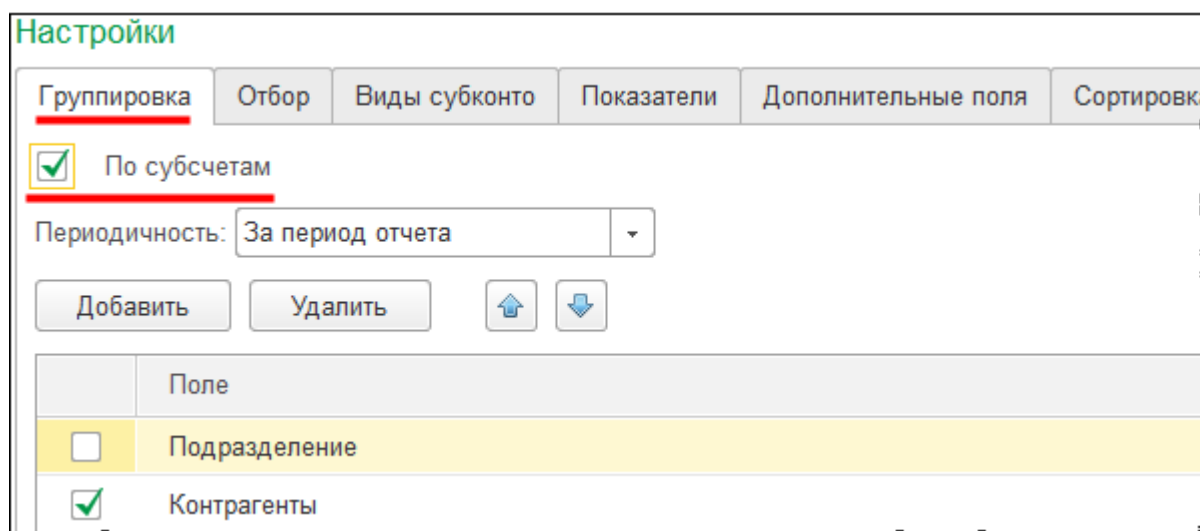 Настройки
Группировка Отбор Виды субконто Показатели Дополнительные поля Сортировка
По субсчетам
Периодичность: За период отчета
Добавить Удалить
Поле
Подразделение
Контрагенты